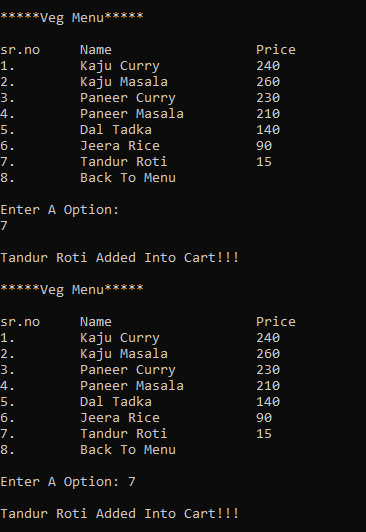 *****Veg Menu*****
sr.no Name Price
1. Kaju Curry 240
2. Kaju Masala 260
3. Paneer Curry 230
4. Paneer Masala 210
5. Dal Tadka 140
6. Jeera Rice 90
7. Tandur Roti 15
8. Back To Menu
Enter A Option:
7
Tandur Roti Added Into Cart!!!
*****Veg Menu*****
sr.no Name Price
1. Kaju Curry 240
2. Kaju Masala 260
3. Paneer Curry 230
4. Paneer Masala 210
5. Dal Tadka 140
6. Jeera Rice 90
7. Tandur Roti 15
8. Back To Menu
Enter A Option: 7
Tandur Roti Added Into Cart!!!